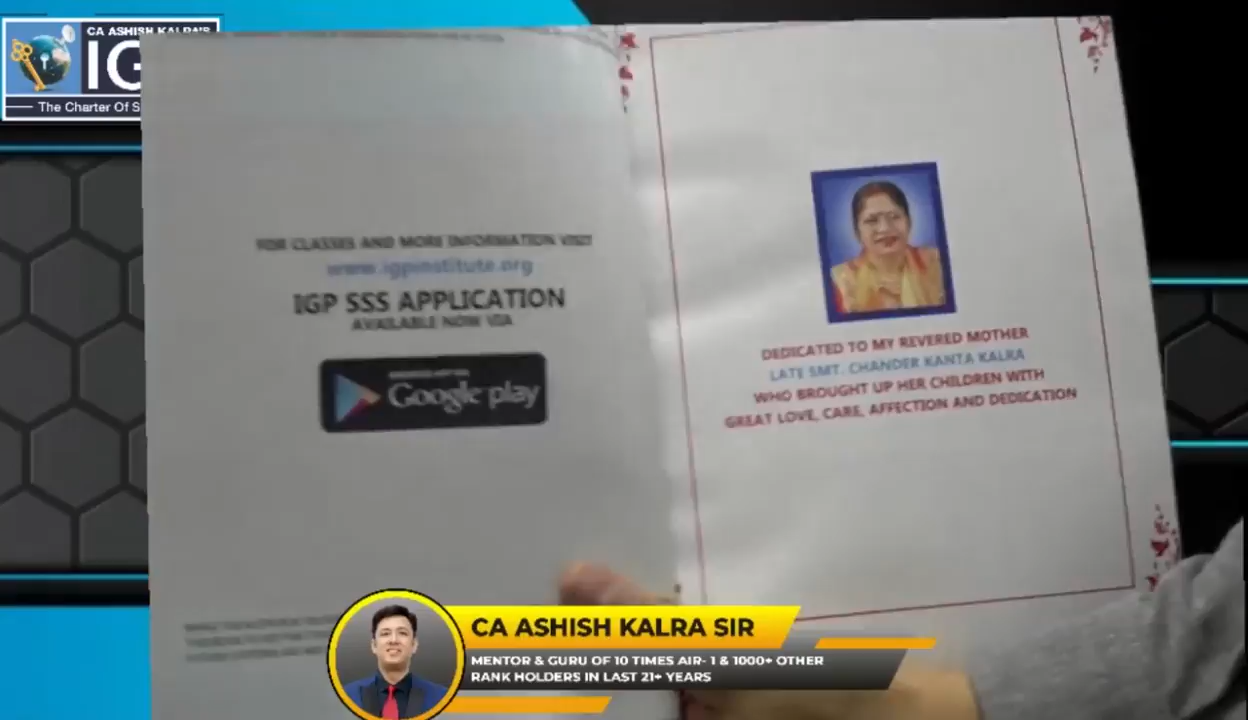 CA ASHISH KALRA'S
IG
The Charter Of S
FOR CLASSES AND MORE INFORMATION VISIT
www.igpinstitute.org
IGP SSS APPLICATION
AVAILABLE NOW VIA
Google play
DEDICATED TO MY REVERED MOTHER
LATE SMT. CHANDER KANTA KALRA
WHO BROUGHT UP HER CHILDREN WITH
GREAT LOVE, CARE, AFFECTION AND DEDICATION
CA ASHISH KALRA SIR
MENTOR & GURU OF 10 TIMES AIR- 1 & 1000+ OTHER
RANK HOLDERS IN LAST 21+ YEARS